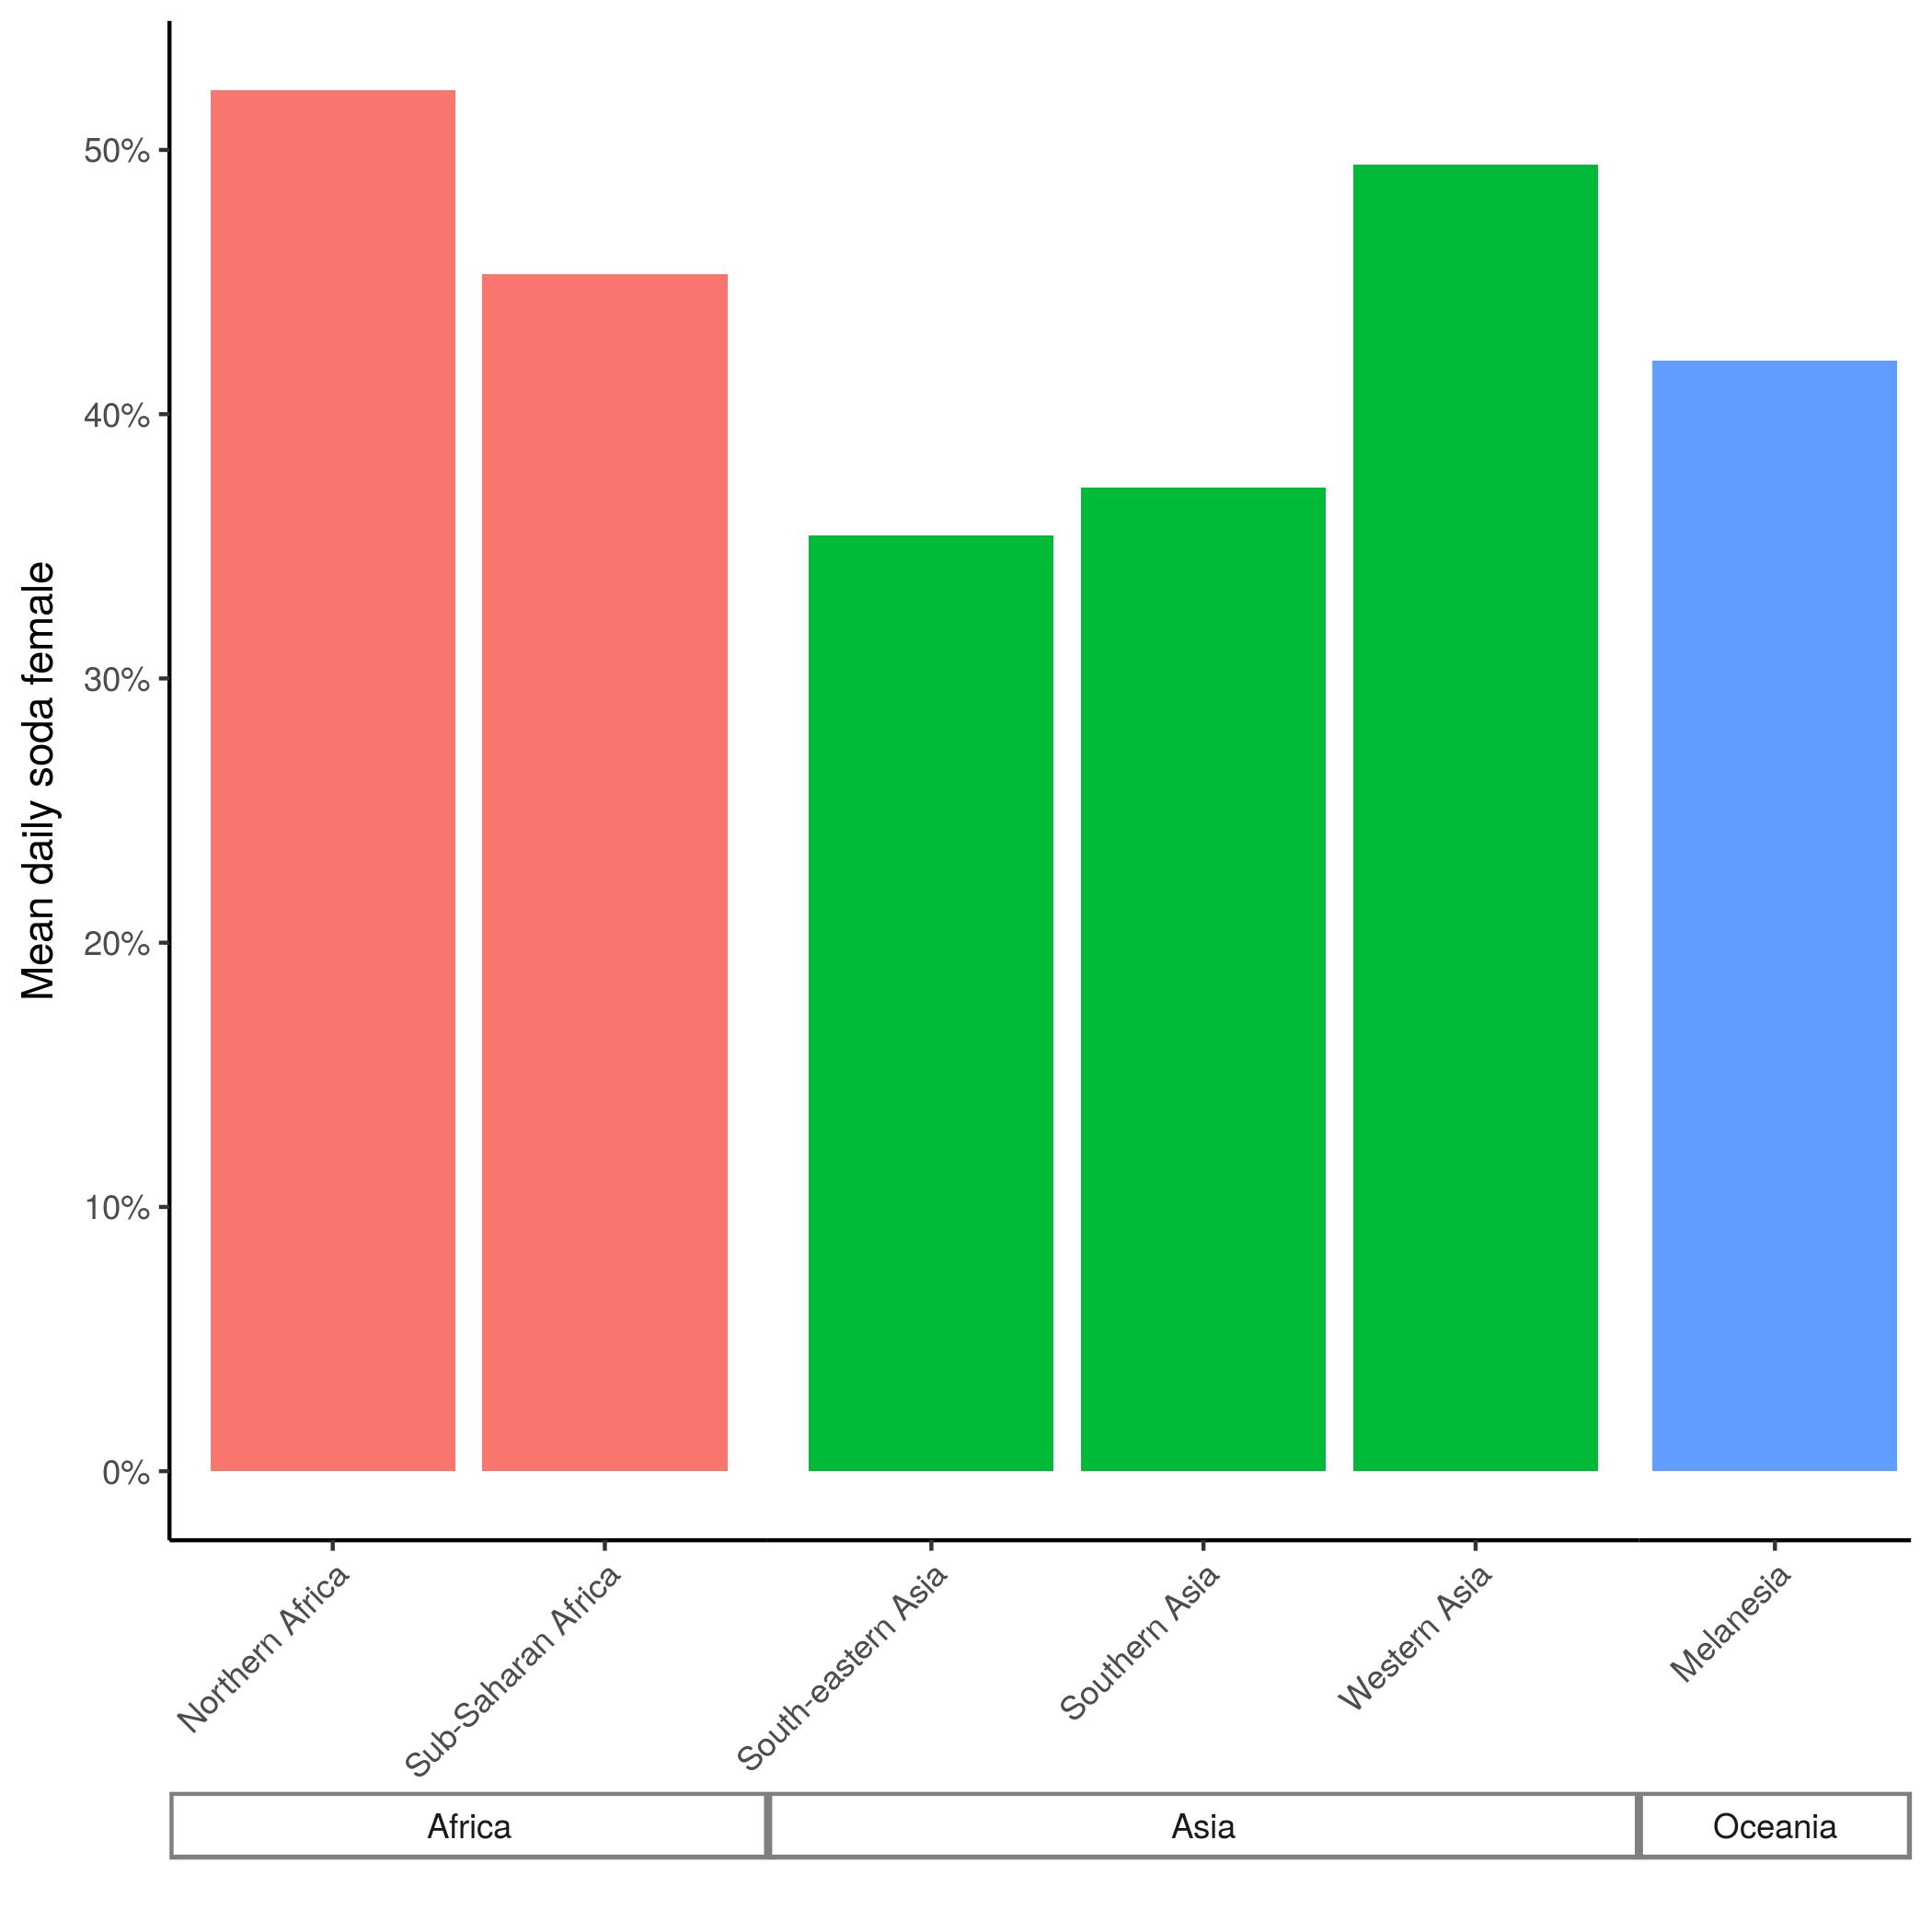 Mean daily soda female
50%
40%
30%
20%
10%
0%
Northern Africa
Sub-Saharan Africa
South-eastern Asia
Southern Asia
Western Asia
Melanesia
Africa
Asia
Oceania